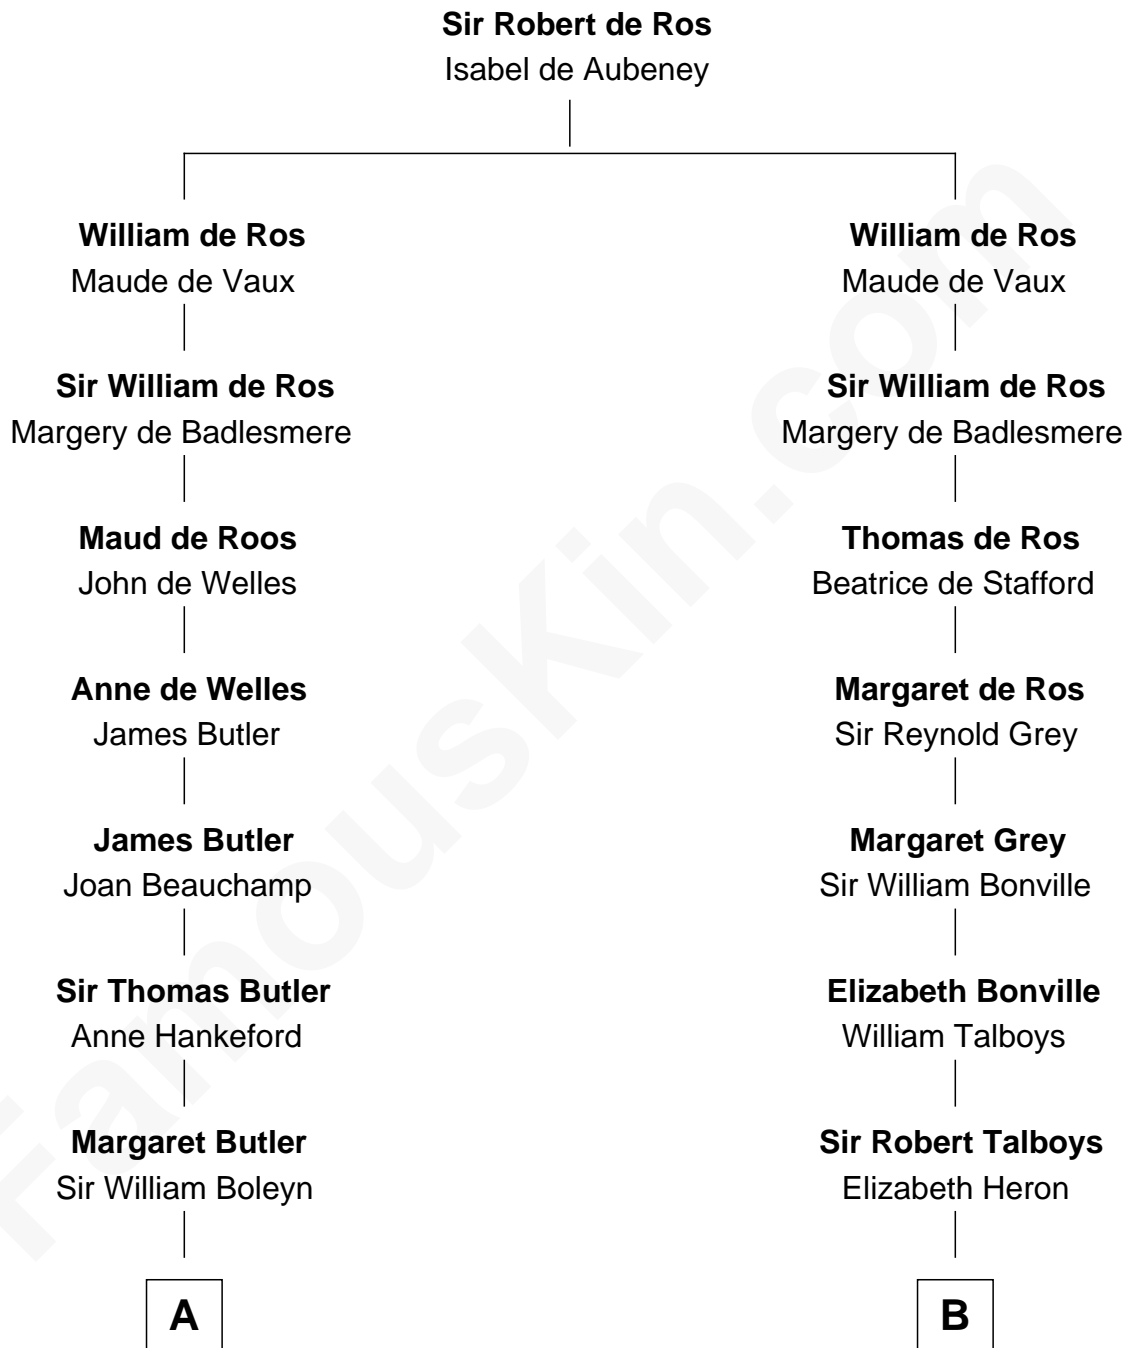 Sir Robert de Ros
Isabel de Aubeney
William de Ros
Maude de Vaux
Sir William de Ros
Margery de Badlesmere
Maud de Roos
John de Welles
Anne de Welles
James Butler
James Butler
Joan Beauchamp
Sir Thomas Butler
Anne Hankeford
Margaret Butler
Sir William Boleyn
A
William de Ros
Maude de Vaux
Sir William de Ros
Margery de Badlesmere
Thomas de Ros
Beatrice de Stafford
Margaret de Ros
Sir Reynold Grey
Margaret Grey
Sir William Bonville
Elizabeth Bonville
William Talboys
Sir Robert Talboys
Elizabeth Heron
B
FamousKin.com